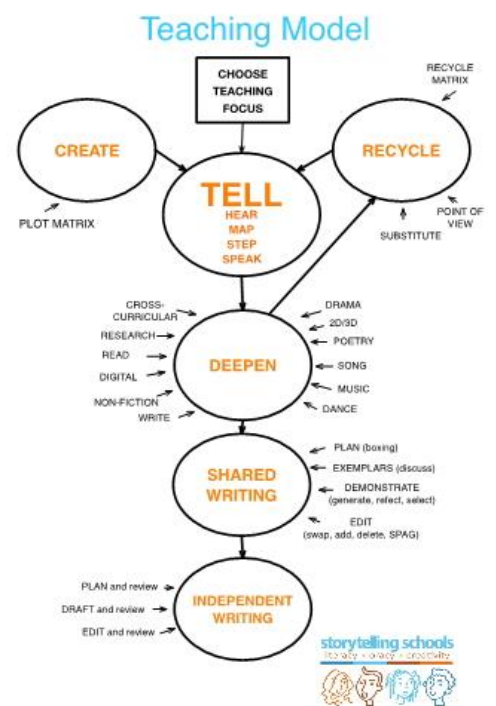 Teaching Model
CHOOSE
TEACHING
FOCUS
RECYCLE
MATRIX
CREATE
RECYCLE
PLOT MATRIX
TELL
HEAR
MAP
STEP
SPEAK
POINT OF
VIEW
SUBSTITUTE
CROSS-
CURRICULAR
RESEARCH
READ
DIGITAL
NON-FICTION
WRITE
DEEPEN
DRAMA
2D/3D
POETRY
SONG
MUSIC
DANCE
SHARED
WRITING
PLAN (boxing)
EXEMPLARS (discuss)
DEMONSTRATE
(generate, refect, select)
EDIT
(swap, add, delete, SPAG)
PLAN and review
DRAFT and review
EDIT and review
INDEPENDENT
WRITING
storytelling schools
literacy • oracy • creativity